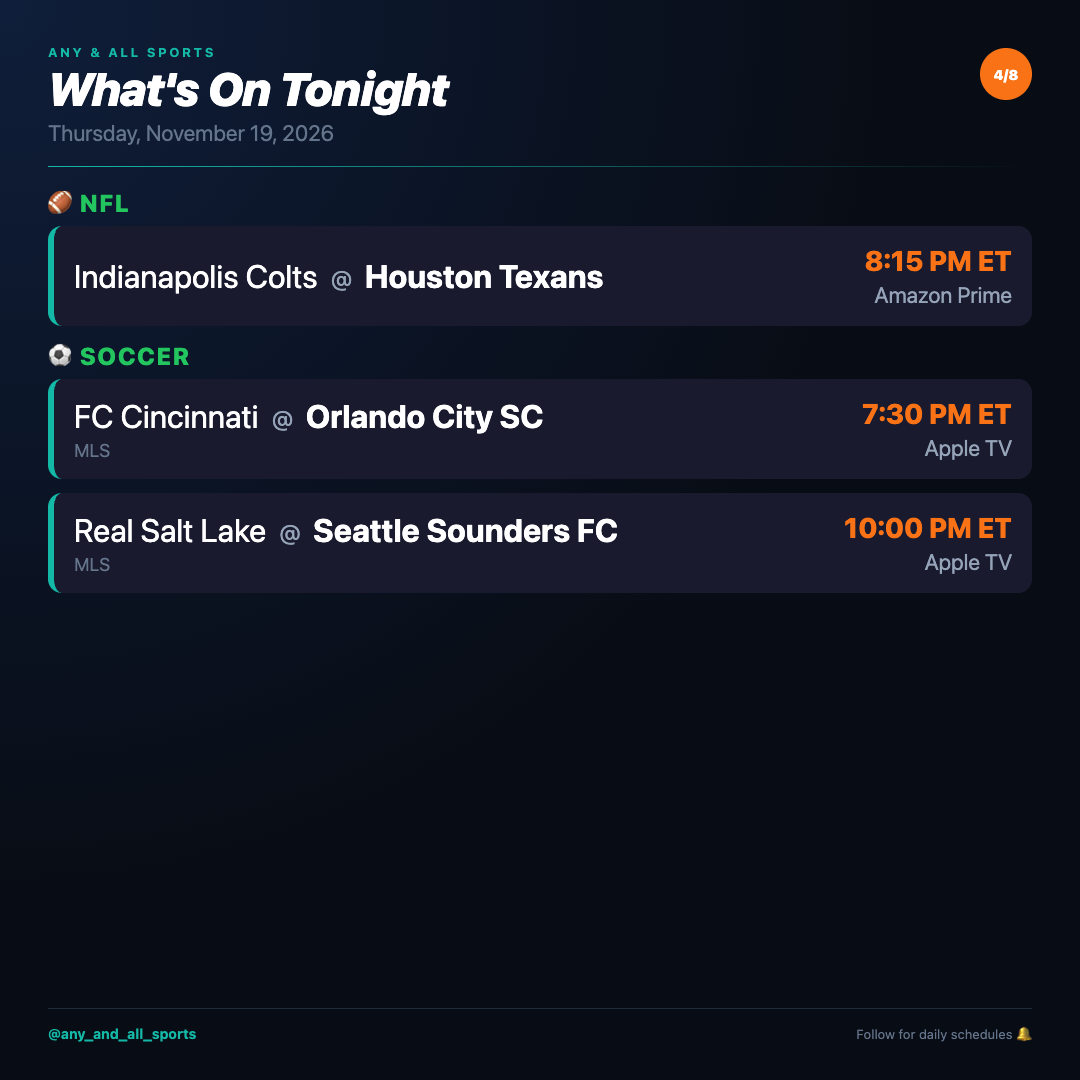 ANY & ALL SPORTS
What's On Tonight
4/8
Thursday, November 19, 2026
🏈 NFL
Indianapolis Colts @ Houston Texans
8:15 PM ET
Amazon Prime
⚽ SOCCER
FC Cincinnati @ Orlando City SC
MLS
7:30 PM ET
Apple TV
Real Salt Lake @ Seattle Sounders FC
MLS
10:00 PM ET
Apple TV
@any_and_all_sports
Follow for daily schedules 🔔